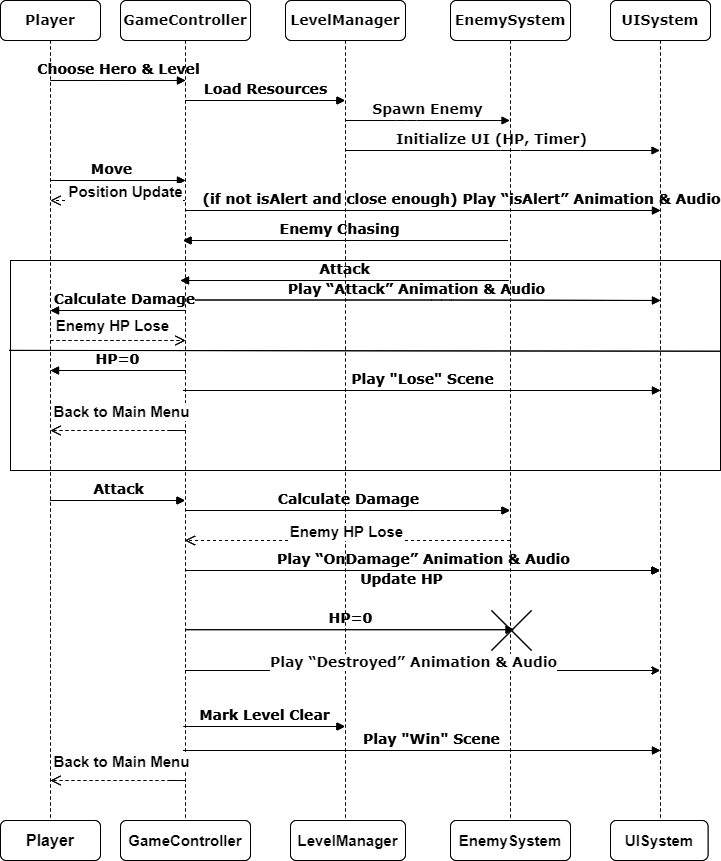 Player GameController LevelManager EnemySystem UISystem
Choose Hero & Level
Load Resources
Spawn Enemy
Initialize UI (HP, Timer)
Move
Position Update
(if not isAlert and close enough) Play “isAlert” Animation & Audio
Enemy Chasing
Attack
Play “Attack” Animation & Audio
Calculate Damage
Enemy HP Lose
HP=0
Play "Lose" Scene
Back to Main Menu
Attack
Calculate Damage
Enemy HP Lose
Play “OnDamage” Animation & Audio
Update HP
HP=0
Play “Destroyed” Animation & Audio
Mark Level Clear
Play "Win" Scene
Back to Main Menu
Player GameController LevelManager EnemySystem UISystem